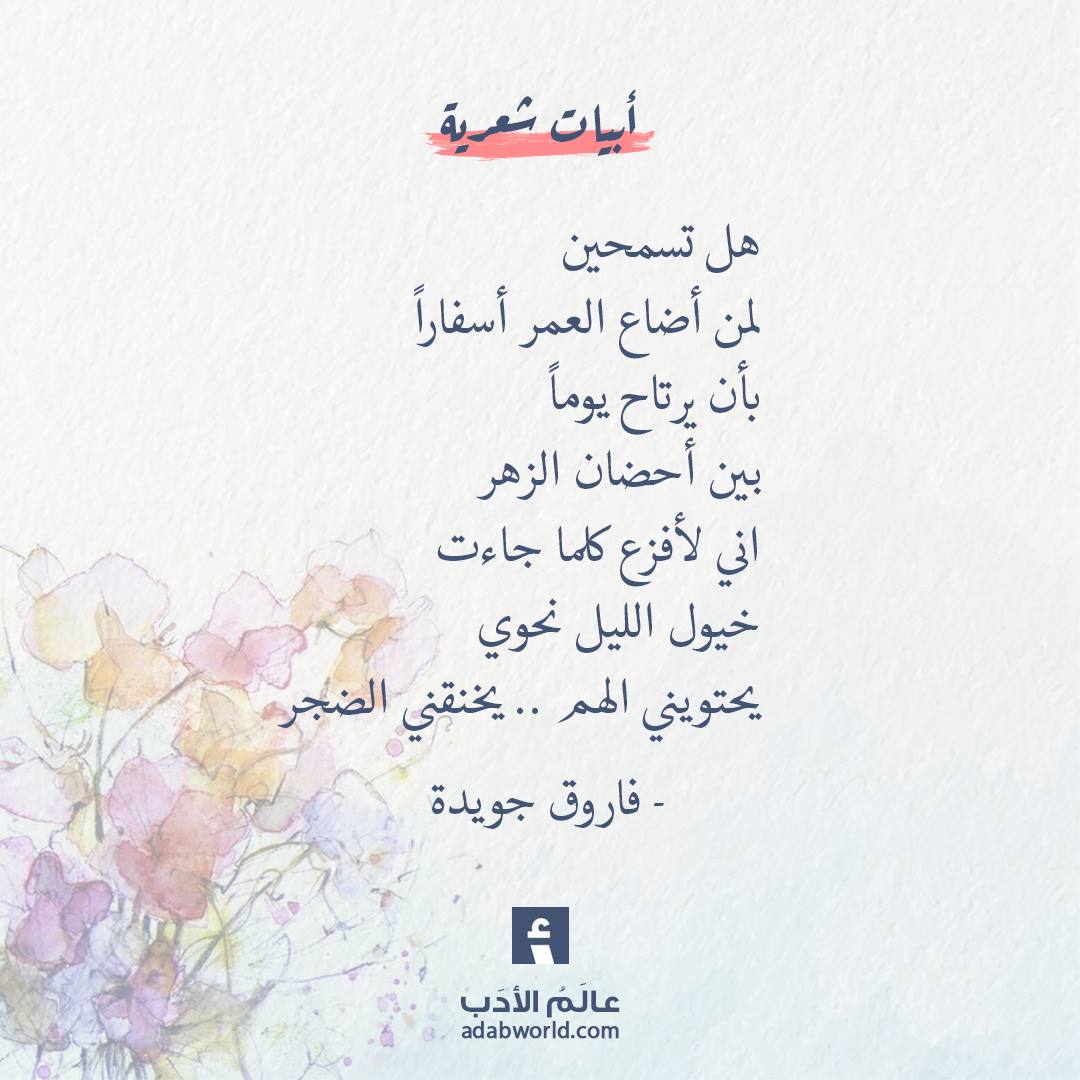 أبيات شعرية
هل تسمحين
لمن أضاع العمر أسفاراً
بأن يرتاح يوماً
بين أحضان الزهر
اني لأفزع كلما جاءت
خيول الليل نحوي
يحتويني الهم .. يخنقني الضجر
- فاروق جويدة
أ
عالَمُ الأدَب
adabworld.com